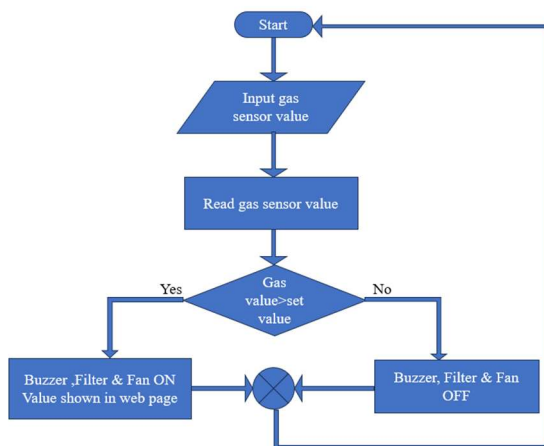 Start
Input gas
sensor value
Read gas sensor value
Gas
value>set
value
Yes
No
Buzzer ,Filter & Fan ON
Value shown in web page
Buzzer, Filter & Fan
OFF